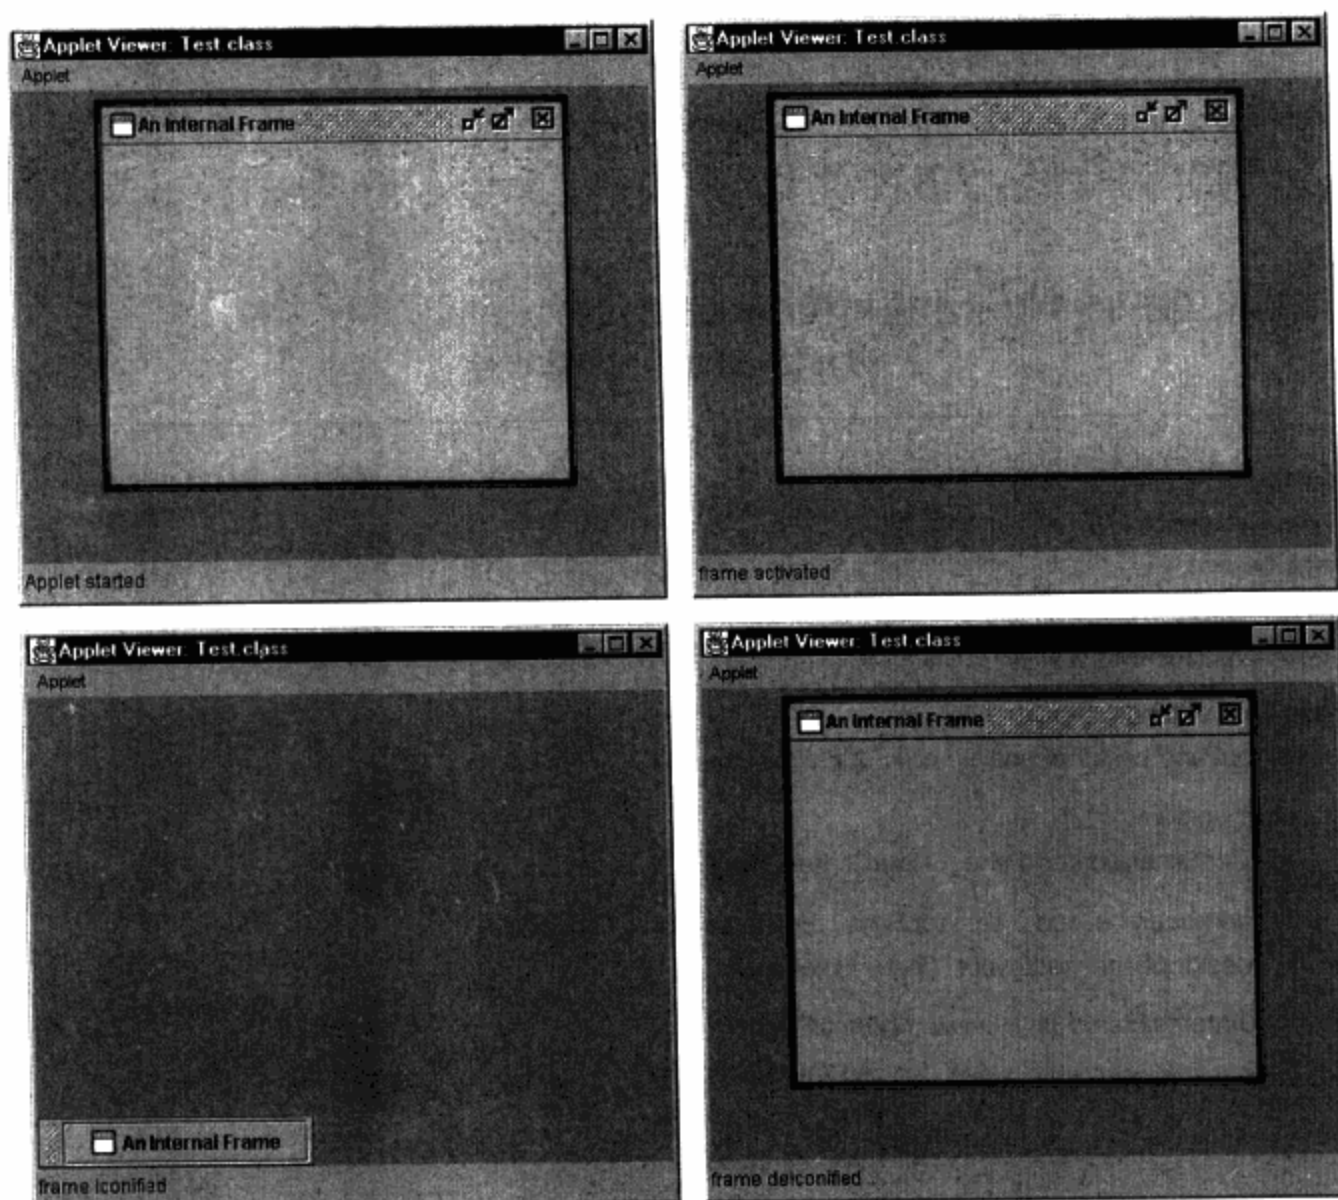 Applet Viewer: Test.class
Applet
An Internal Frame
Applet started
Applet Viewer: Test.class
Applet
An Internal Frame
frame activated
Applet Viewer: Test.class
Applet
An Internal Frame
frame iconified
Applet Viewer: Test.class
Applet
An Internal Frame
frame deiconified